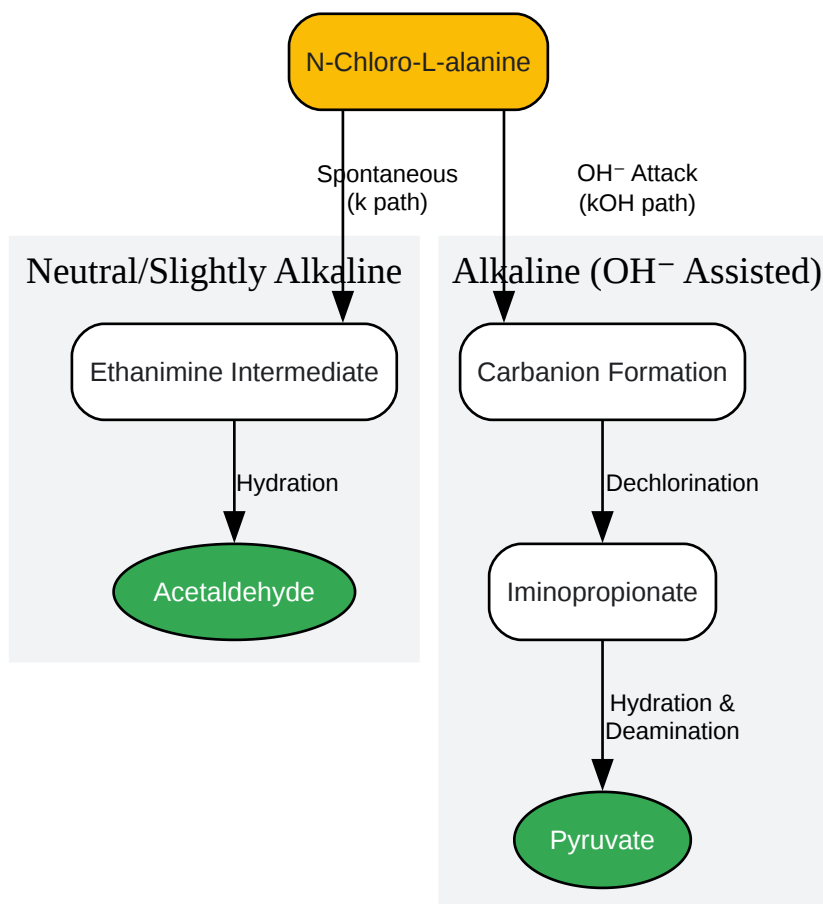 N-Chloro-L-alanine
Spontaneous
(k path)
OH⁻ Attack
(kOH path)
Neutral/Slightly Alkaline
Alkaline (OH⁻ Assisted)
Ethanimine Intermediate
Carbanion Formation
Hydration
Dechlorination
Acetaldehyde
Iminopropionate
Hydration &
Deamination
Pyruvate